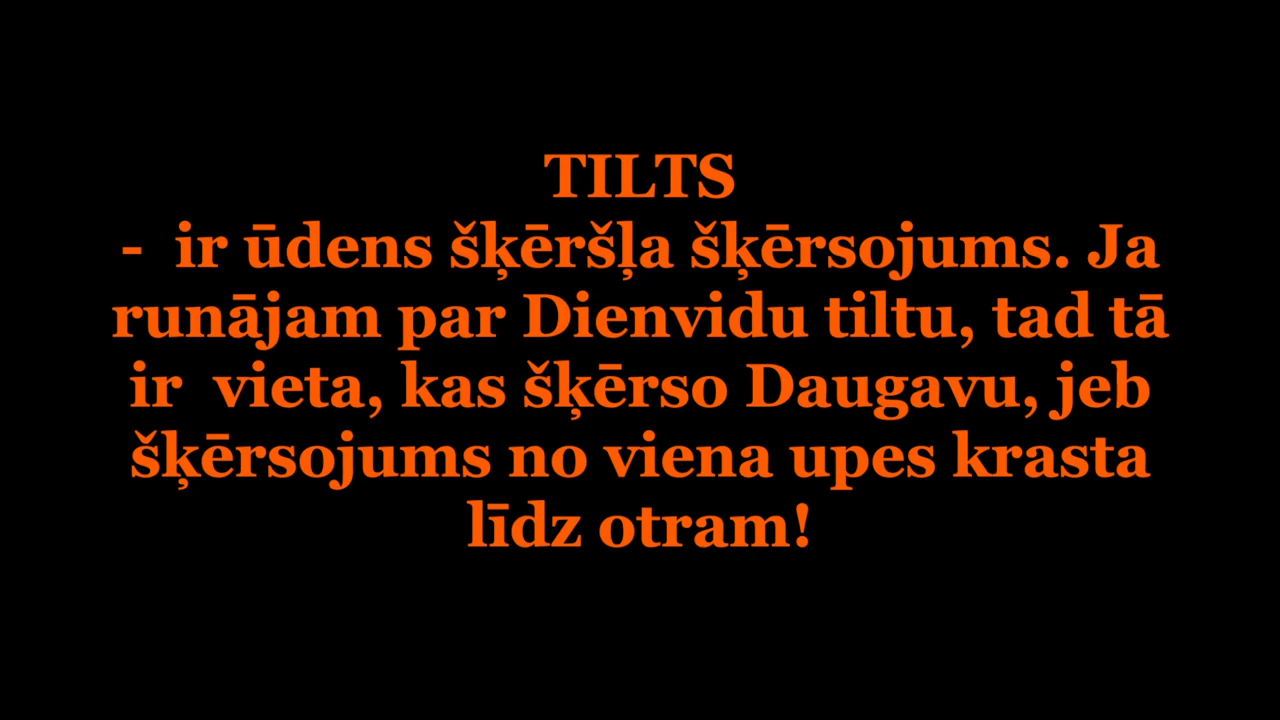 TILTS
- ir ūdens šķēršļa šķērsojums. Ja
runājam par Dienvidu tiltu, tad tā
ir vieta, kas šķērso Daugavu, jeb
šķērsojums no viena upes krasta
līdz otram!